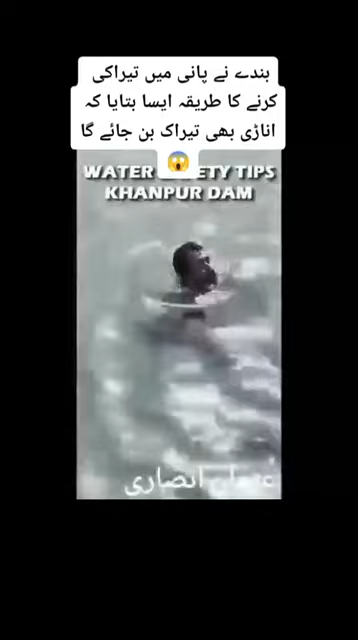 بندے نے پانی میں تیراکی
کرنے کا طریقہ ایسا بتایا کہ
اناڑی بھی تیراک بن جائے گا
😱
WATER ETY TIPS
KHANPUR DAM
انصاری